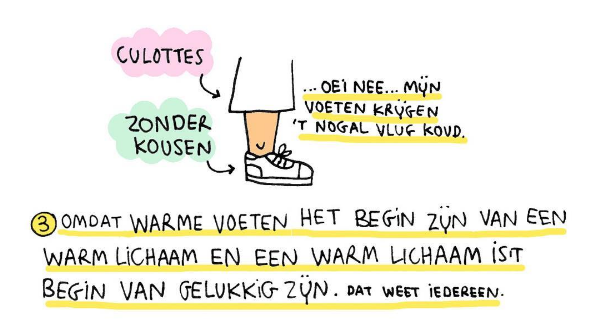 CULOTTES
... OEI NEE... MIJN
VOETEN KRIJGEN
'T NOGAL VLUG KOUD.
ZONDER
KOUSEN
3 OMDAT WARME VOETEN HET BEGIN ZIJN VAN EEN
WARM LICHAAM EN EEN WARM LICHAAM IS 'T
BEGIN VAN GELUKKIG ZIJN. DAT WEET IEDEREEN.